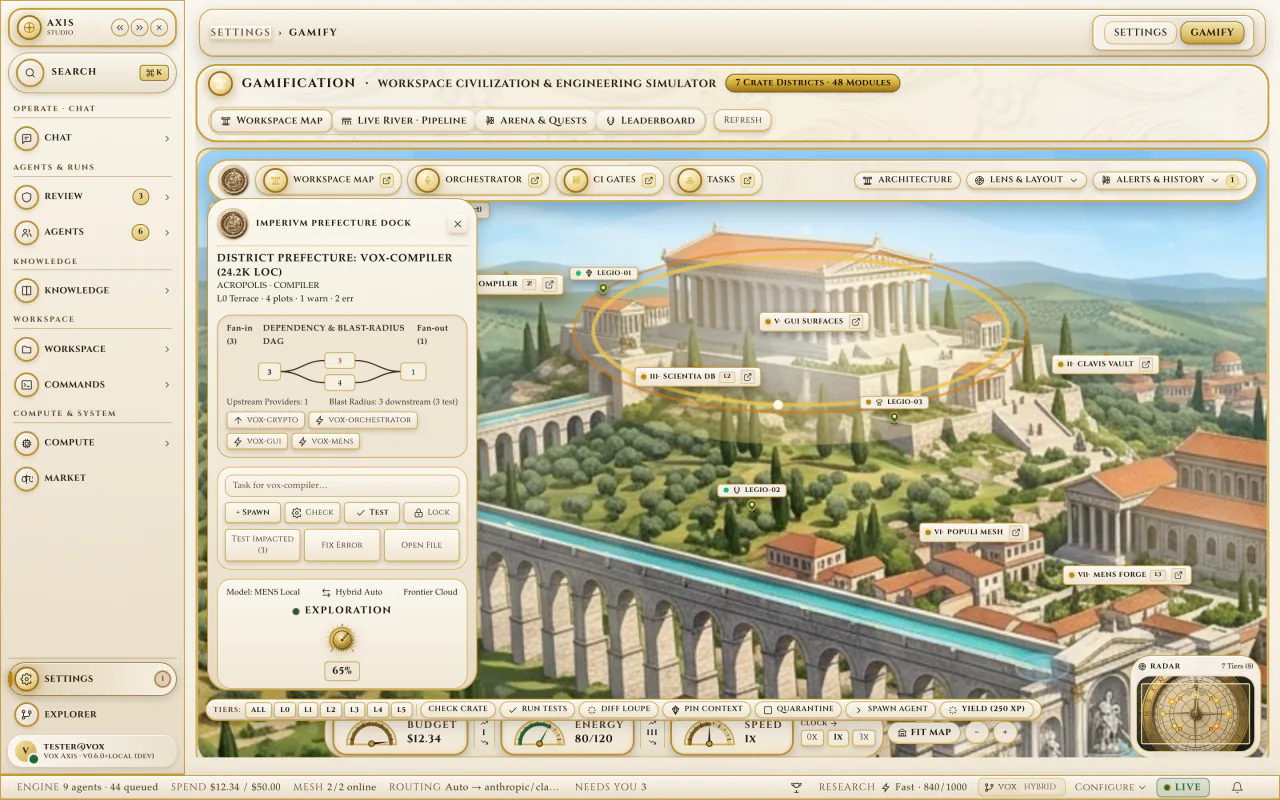 AXIS
STUDIO
SEARCH
⌘ K
OPERATE · CHAT
CHAT
AGENTS & RUNS
REVIEW 3
AGENTS 6
KNOWLEDGE
KNOWLEDGE
WORKSPACE
WORKSPACE
COMMANDS
COMPUTE & SYSTEM
COMPUTE
MARKET
SETTINGS 1
EXPLORER
V TESTER@VOX
VOX AXIS · V0.6.0+LOCAL (DEV)
SETTINGS › GAMIFY
SETTINGS GAMIFY
GAMIFICATION · WORKSPACE CIVILIZATION & ENGINEERING SIMULATOR 7 CRATE DISTRICTS · 48 MODULES
WORKSPACE MAP LIVE RIVER · PIPELINE ARENA & QUESTS LEADERBOARD REFRESH
WORKSPACE MAP ORCHESTRATOR CI GATES TASKS ARCHITECTURE LENS & LAYOUT ALERTS & HISTORY 1
IMPERIVM PREFECTURE DOCK
DISTRICT PREFECTURE: VOX-COMPILER
(24.2K LOC)
ACROPOLIS · COMPILER
L0 Terrace · 4 plots · 1 warn · 2 err
Fan-in DEPENDENCY & BLAST-RADIUS Fan-out
(3) DAG (1)
3
3 1
4
Upstream Providers: 1 Blast Radius: 3 downstream (3 test)
VOX-CRYPTO VOX-ORCHESTRATOR
VOX-GUI VOX-MENS
Task for vox-compiler...
+ SPAWN CHECK TEST LOCK
TEST IMPACTED
(3)
FIX ERROR OPEN FILE
Model: MENS Local Hybrid Auto Frontier Cloud
EXPLORATION
65%
OMPILER
LEGIO-01
V· GUI SURFACES
II· CLAVIS VAULT
III· SCIENTIA DB L2
LEGIO-03
LEGIO-02
VI· POPULI MESH
VII· MENS FORGE L3
RADAR 7 Tiers (8)
TIERS: ALL L0 L1 L2 L3 L4 L5 CHECK CRATE RUN TESTS DIFF LOUPE PIN CONTEXT QUARANTINE SPAWN AGENT YIELD (250 XP)
BUDGET
$12.34
I
ENERGY
80/120
III
SPEED
1X
CLOCK
0X 1X 3X
FIT MAP − +
ENGINE 9 agents · 44 queued SPEND $12.34 / $50.00 MESH 2/2 online ROUTING Auto → anthropic/cla... NEEDS YOU 3 RESEARCH Fast · 840/1000 VOX HYBRID CONFIGURE LIVE